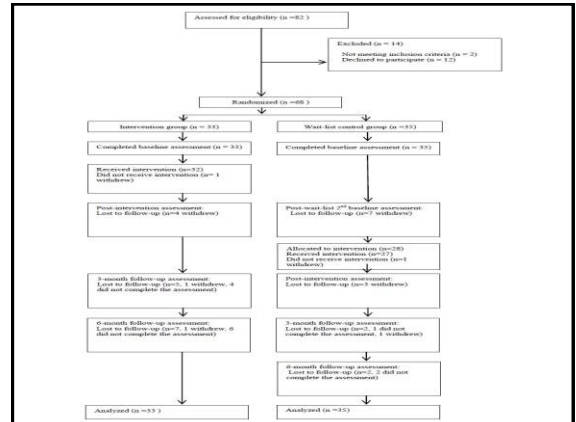 Assessed for eligibility (n =82 )
Excluded (n = 14)
Not meeting inclusion criteria (n = 2)
Declined to participate (n = 12)
Randomized (n=68 )
Intervention group (n = 33)
Wait-list control group (n=35)
Completed baseline assessment (n = 33)
Completed baseline assessment (n = 35)
Received intervention (n=32)
Did not receive intervention (n= 1
withdrew)
Post-intervention assessment:
Lost to follow-up (n=4 withdrew)
Post-wait-list 2nd baseline assessment:
Lost to follow-up (n=7 withdrew)
Allocated to intervention (n=28)
Received intervention (n=27)
Did not receive intervention (n=1
withdrew)
3-month follow-up assessment:
Lost to follow-up (n=5, 1 withdrew, 4
did not complete the assessment)
Post-intervention assessment:
Lost to follow-up (n=3 withdrew)
6-month follow-up assessment:
Lost to follow-up (n=7, 1 withdrew, 6
did not complete the assessment)
3-month follow-up assessment:
Lost to follow-up (n=2, 1 did not
complete the assessment, 1 withdrew)
-month follow-up assessment:
Lost to follow-up (n=2, 2 did not
complete the assessment)
Analyzed (n =33 )
Analyzed (n =35)